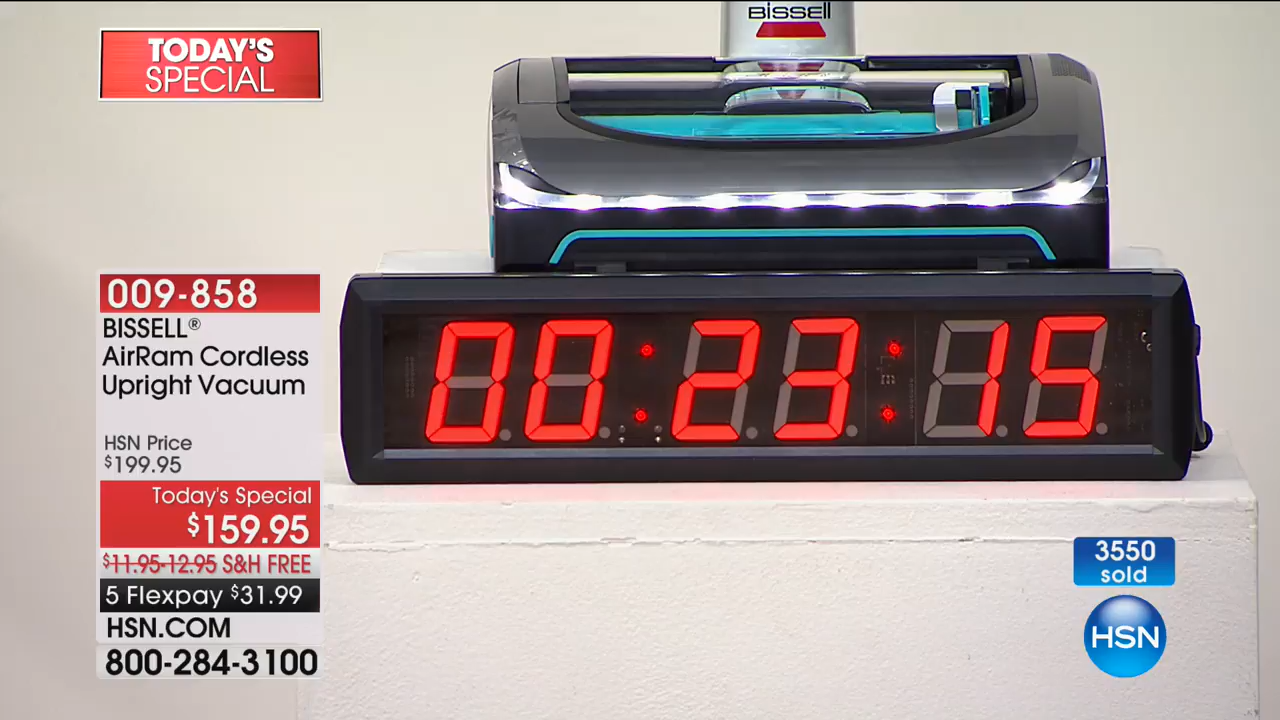 BISSELL
TODAY'S
SPECIAL
009-858
BISSELL®
AirRam Cordless
Upright Vacuum
HSN Price
$199.95
Today's Special
$159.95
$11.95-12.95 S&H FREE
5 Flexpay $31.99
HSN.COM
800-284-3100
00:23:15
3550
sold
HSN